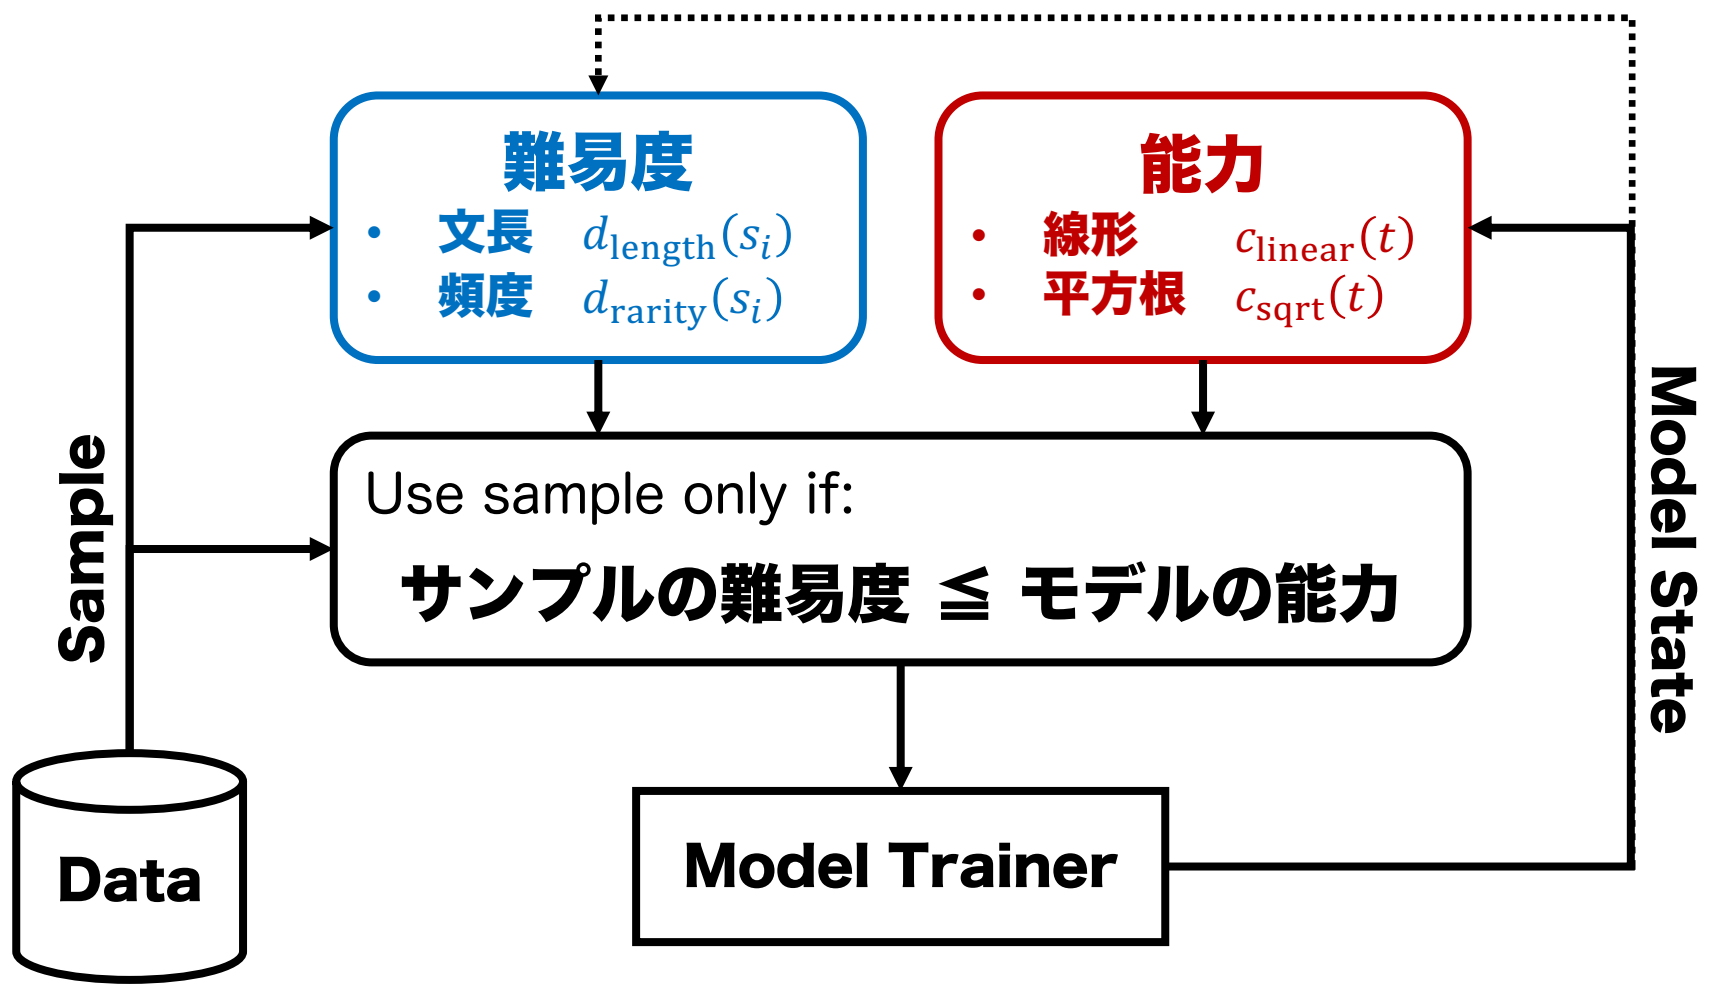 難易度
• 文長 d_length(s_i)
• 頻度 d_rarity(s_i)
能力
• 線形 c_linear(t)
• 平方根 c_sqrt(t)
Sample
Use sample only if:
サンプルの難易度 ≦ モデルの能力
Model State
Data
Model Trainer